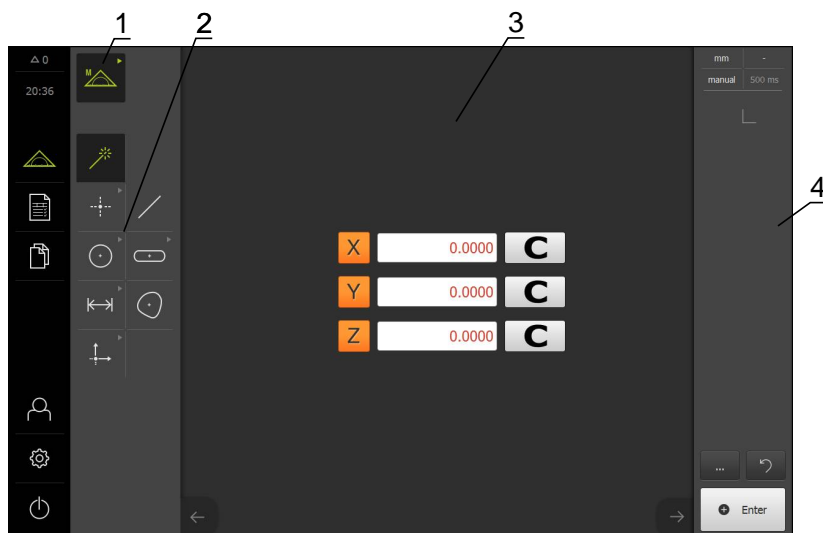 1
2
3
4
△ 0
20:36
M
mm -
manual 500 ms
X 0.0000 C
Y 0.0000 C
Z 0.0000 C
...
Enter